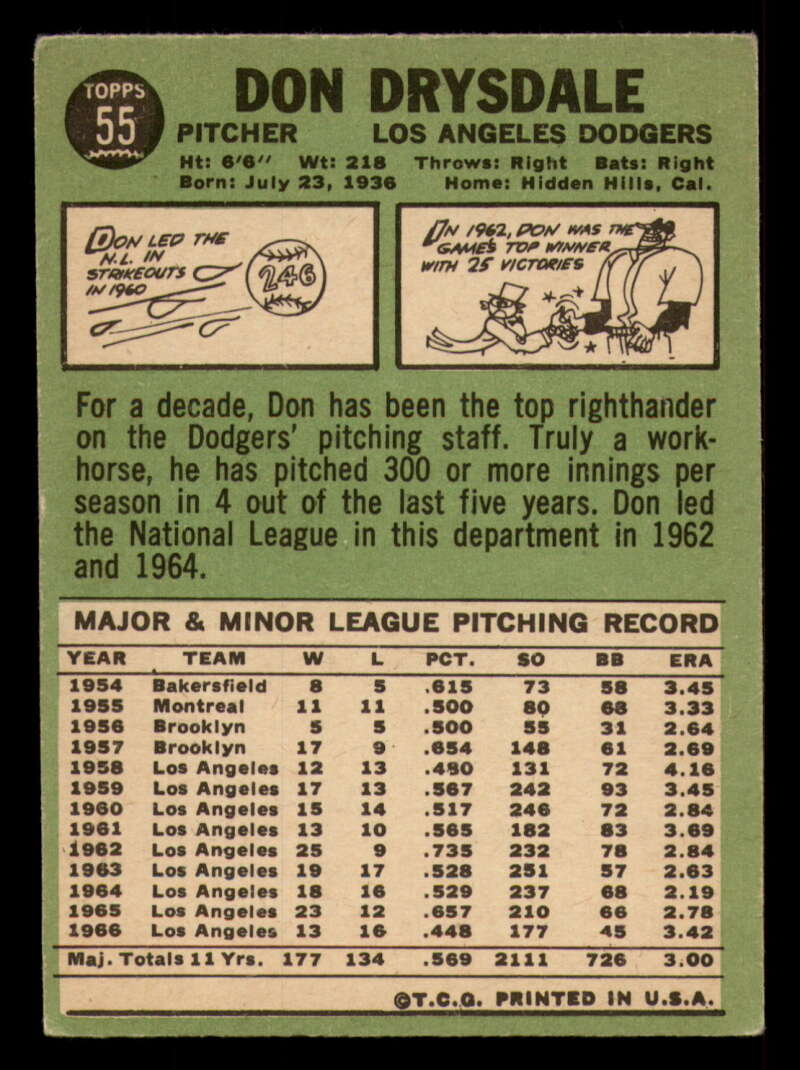 TOPPS
55
DON DRYSDALE
PITCHER LOS ANGELES DODGERS
Ht: 6'6" Wt: 218 Throws: Right Bats: Right
Born: July 23, 1936 Home: Hidden Hills, Cal.
DON LED THE
N.L. IN
STRIKEOUTS
IN 1960
246
IN 1962, DON WAS THE
GAME'S TOP WINNER
WITH 25 VICTORIES
For a decade, Don has been the top righthander
on the Dodgers' pitching staff. Truly a work-
horse, he has pitched 300 or more innings per
season in 4 out of the last five years. Don led
the National League in this department in 1962
and 1964.
MAJOR & MINOR LEAGUE PITCHING RECORD
YEAR TEAM W L PCT. SO BB ERA
1954 Bakersfield 8 5 .615 73 58 3.45
1955 Montreal 11 11 .500 80 68 3.33
1956 Brooklyn 5 5 .500 55 31 2.64
1957 Brooklyn 17 9 .654 148 61 2.69
1958 Los Angeles 12 13 .480 131 72 4.16
1959 Los Angeles 17 13 .567 242 93 3.45
1960 Los Angeles 15 14 .517 246 72 2.84
1961 Los Angeles 13 10 .565 182 83 3.69
1962 Los Angeles 25 9 .735 232 78 2.84
1963 Los Angeles 19 17 .528 251 57 2.63
1964 Los Angeles 18 16 .529 237 68 2.19
1965 Los Angeles 23 12 .657 210 66 2.78
1966 Los Angeles 13 16 .448 177 45 3.42
Maj. Totals 11 Yrs. 177 134 .569 2111 726 3.00
©T.C.G. PRINTED IN U.S.A.